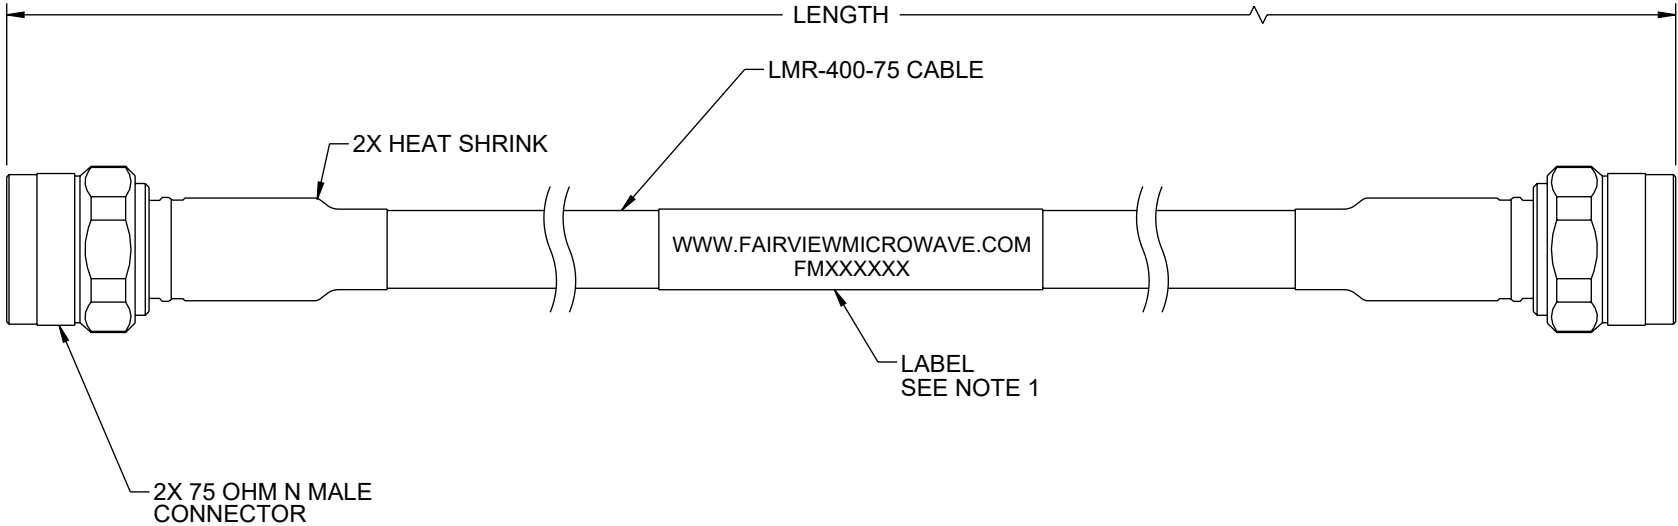 LENGTH
LMR-400-75 CABLE
2X HEAT SHRINK
WWW.FAIRVIEWMICROWAVE.COM
FMXXXXXX
LABEL
SEE NOTE 1
2X 75 OHM N MALE
CONNECTOR